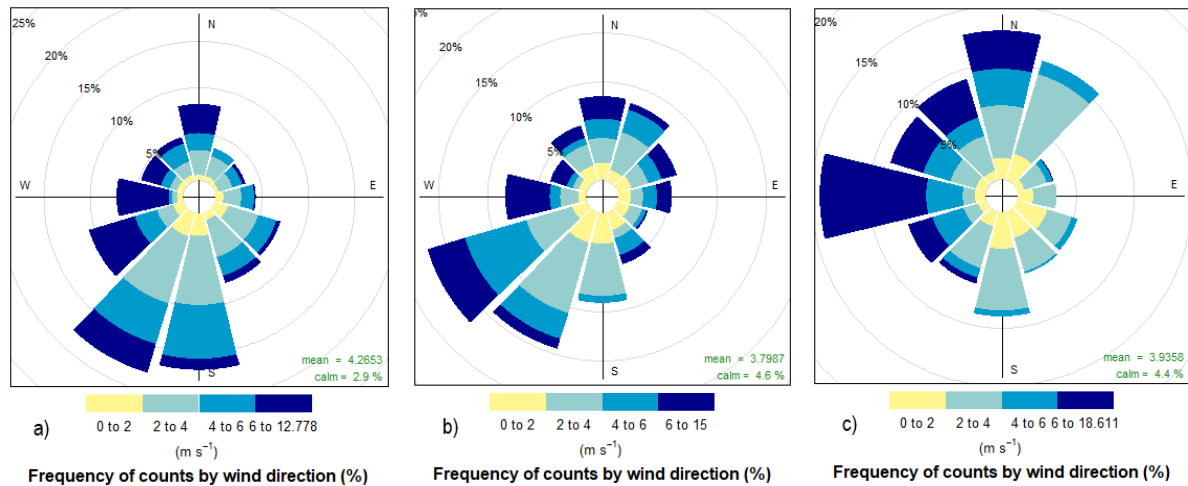 25%
20%
15%
10%
5%
N
W
E
S
mean = 4.2653
calm = 2.9 %
0 to 2 2 to 4 4 to 6 6 to 12.778
(m s⁻¹)
a)
Frequency of counts by wind direction (%)
20%
15%
10%
5%
N
W
E
S
mean = 3.7987
calm = 4.6 %
0 to 2 2 to 4 4 to 6 6 to 15
(m s⁻¹)
b)
Frequency of counts by wind direction (%)
20%
15%
10%
5%
N
W
E
S
mean = 3.9358
calm = 4.4 %
0 to 2 2 to 4 4 to 6 6 to 18.611
(m s⁻¹)
c)
Frequency of counts by wind direction (%)